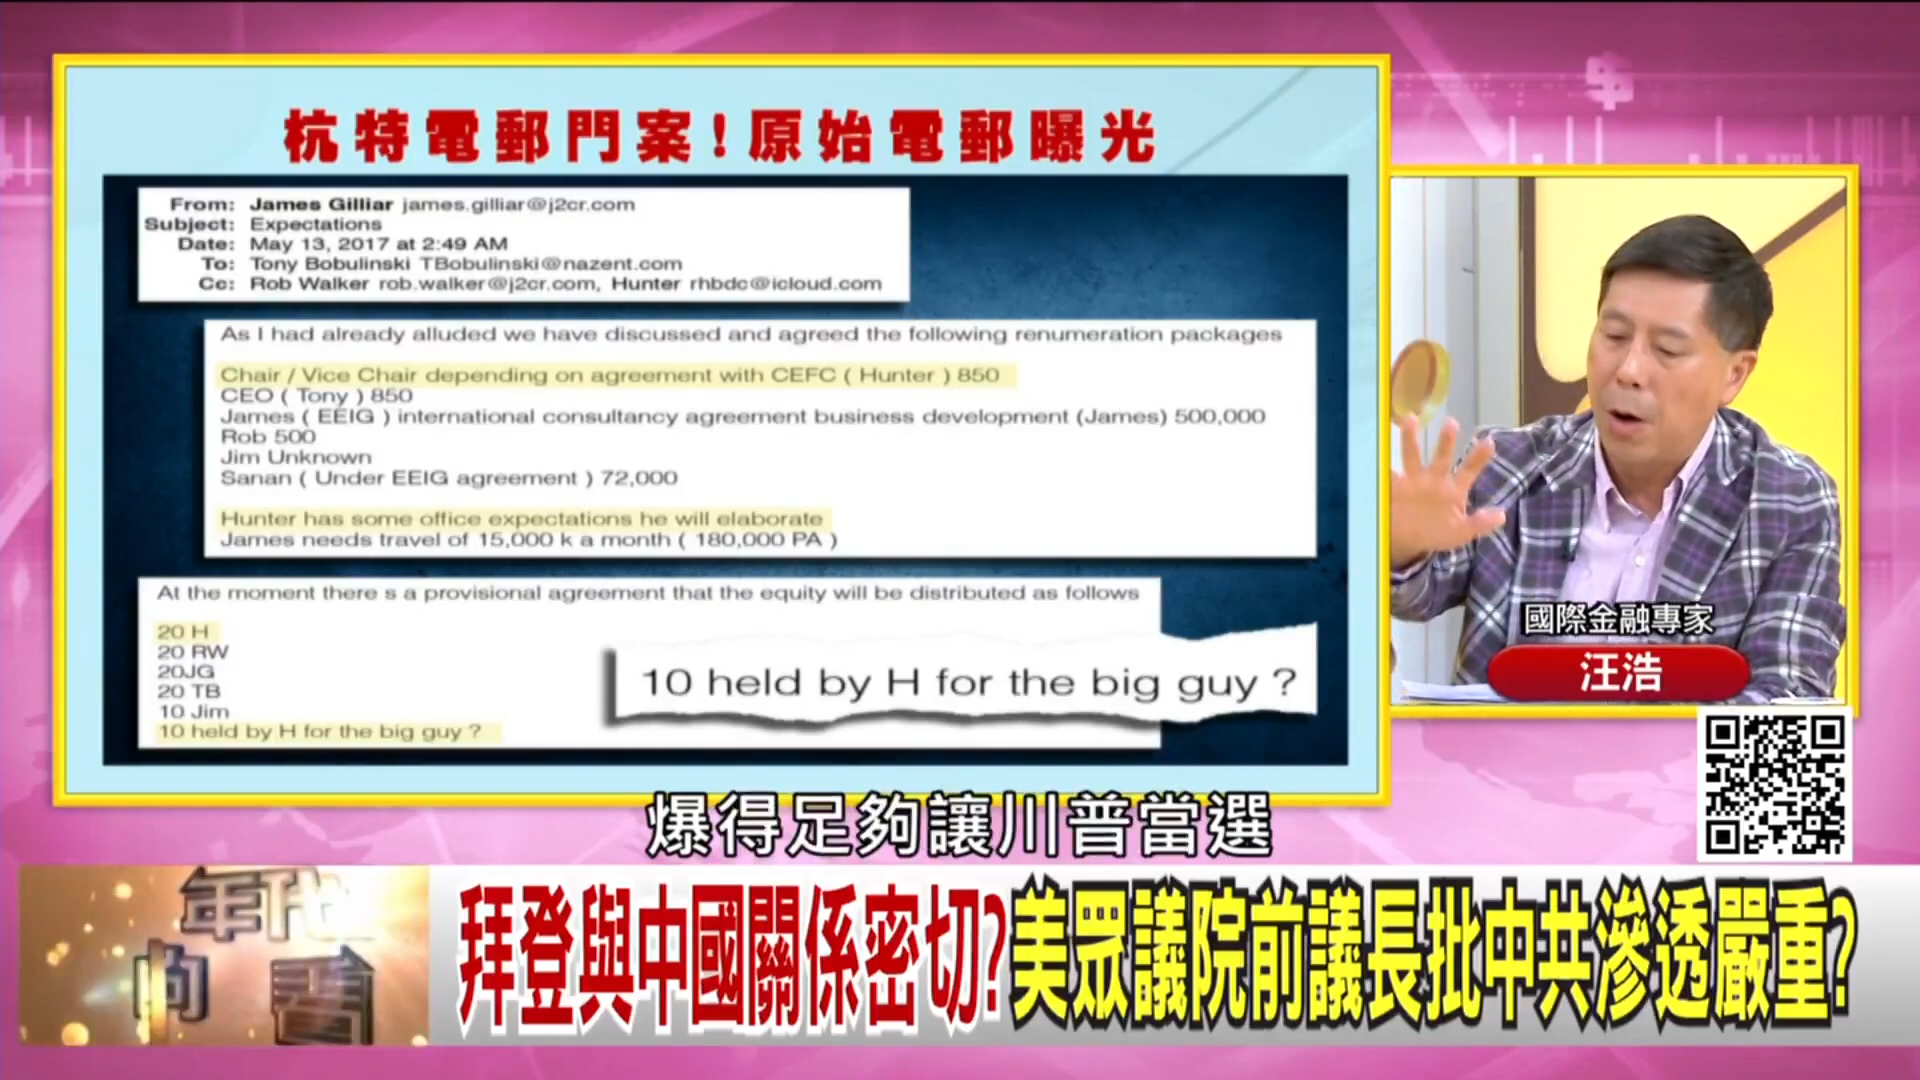 杭特電郵門案!原始電郵曝光
From: James Gilliar james.gilliar@j2cr.com
Subject: Expectations
Date: May 13, 2017 at 2:49 AM
To: Tony Bobulinski TBobulinski@nazent.com
Cc: Rob Walker rob.walker@j2cr.com, Hunter rhbdc@icloud.com
As I had already alluded we have discussed and agreed the following renumeration packages
Chair / Vice Chair depending on agreement with CEFC ( Hunter ) 850
CEO ( Tony ) 850
James ( EEIG ) international consultancy agreement business development (James) 500,000
Rob 500
Jim Unknown
Sanan ( Under EEIG agreement ) 72,000
Hunter has some office expectations he will elaborate
James needs travel of 15,000 k a month ( 180,000 PA )
At the moment there s a provisional agreement that the equity will be distributed as follows
20 H
20 RW
20JG
20 TB
10 Jim
10 held by H for the big guy ?
10 held by H for the big guy ?
國際金融專家
汪浩
爆得足夠讓川普當選
年代向錢看
拜登與中國關係密切?美眾議院前議長批中共滲透嚴重?